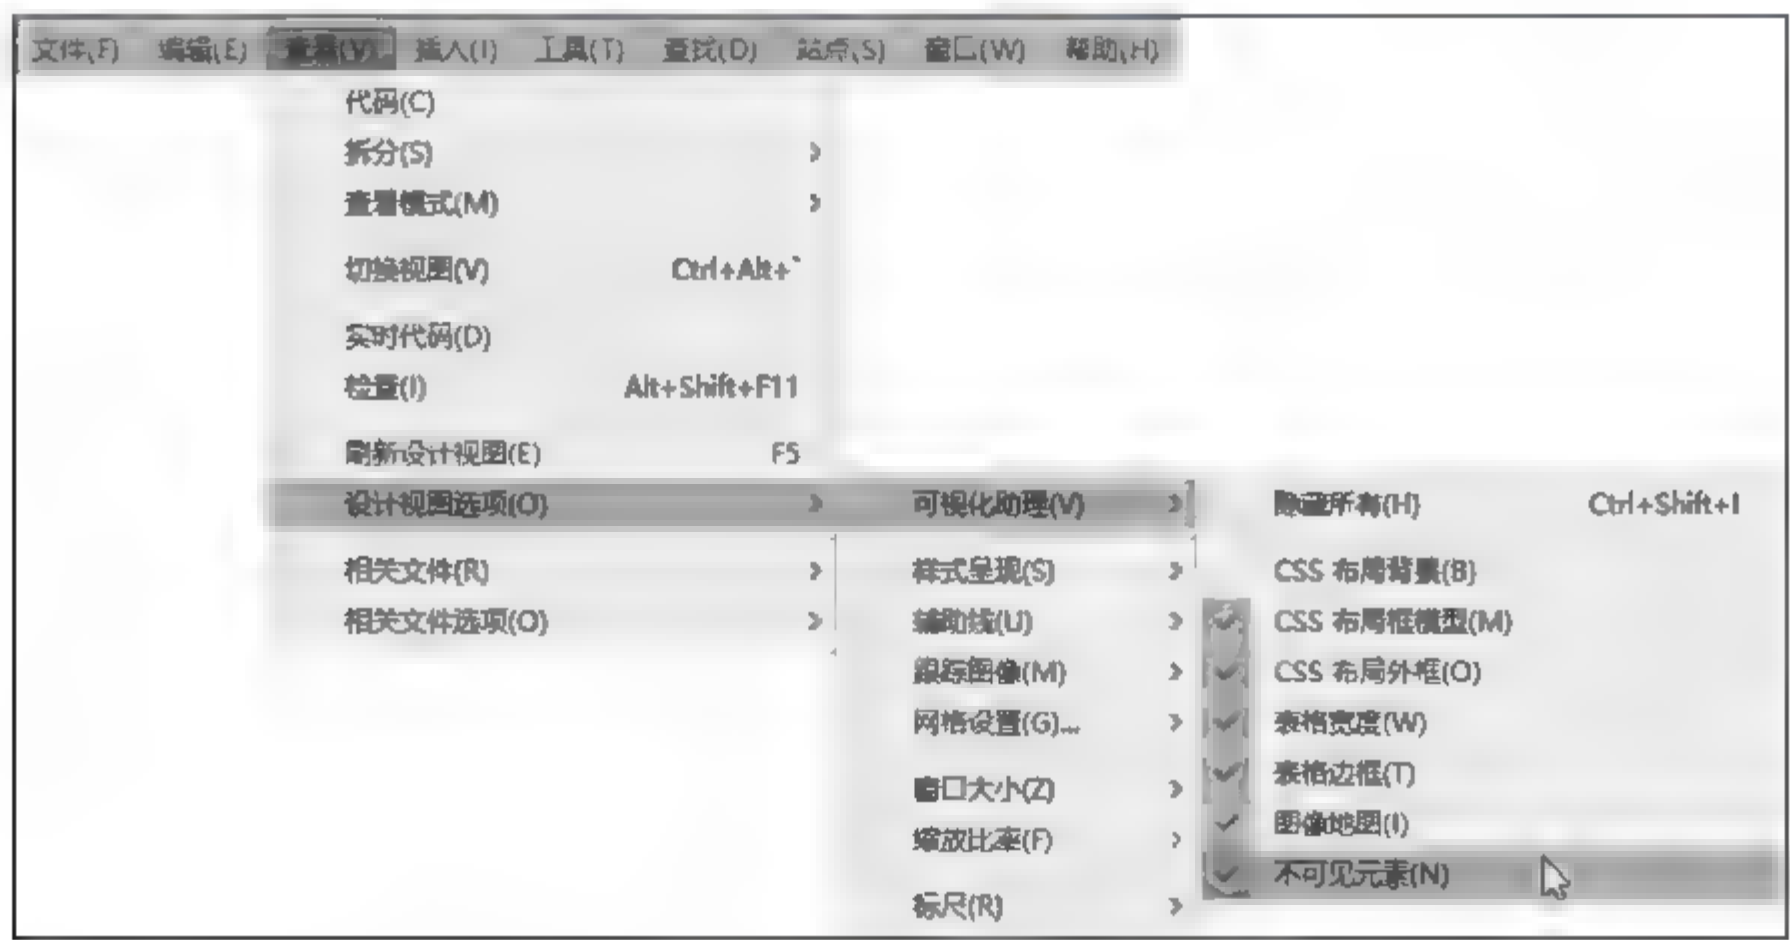 文件(F) 编辑(E) 查看(V) 插入(I) 工具(T) 查找(D) 站点(S) 窗口(W) 帮助(H)
代码(C)
拆分(S)
查看模式(M)
切换视图(V) Ctrl+Alt+`
实时代码(D)
检查(I) Alt+Shift+F11
刷新设计视图(E) F5
设计视图选项(O)
相关文件(R)
相关文件选项(O)
可视化助理(V)
样式呈现(S)
辅助线(U)
跟踪图像(M)
网格设置(G)...
窗口大小(Z)
缩放比率(F)
标尺(R)
隐藏所有(H) Ctrl+Shift+I
CSS 布局背景(B)
CSS 布局框模型(M)
CSS 布局外框(O)
表格宽度(W)
表格边框(T)
图像地图(I)
不可见元素(N)